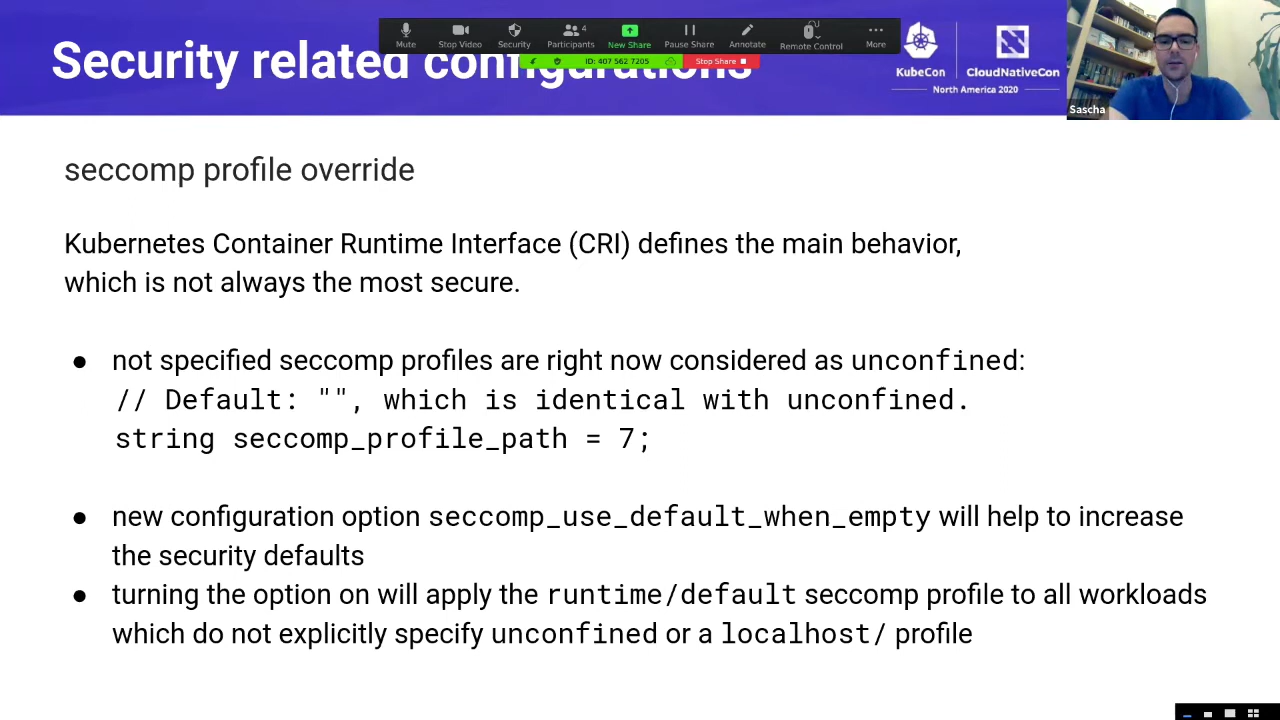 Security related configurations
4
Mute
Stop Video
Security
Participants
New Share
Pause Share
Annotate
Remote Control
More
ID: 407 562 7205
Stop Share
KubeCon
CloudNativeCon
North America 2020
Sascha
seccomp profile override
Kubernetes Container Runtime Interface (CRI) defines the main behavior,
which is not always the most secure.
● not specified seccomp profiles are right now considered as unconfined:
// Default: "", which is identical with unconfined.
string seccomp_profile_path = 7;
● new configuration option seccomp_use_default_when_empty will help to increase
the security defaults
● turning the option on will apply the runtime/default seccomp profile to all workloads
which do not explicitly specify unconfined or a localhost/ profile